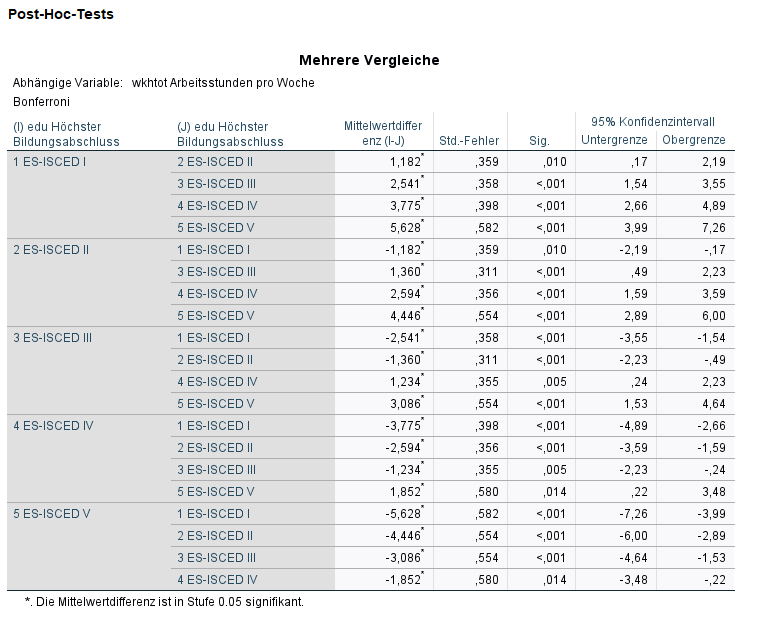 Post-Hoc-Tests
Mehrere Vergleiche
Abhängige Variable: wkhtot Arbeitsstunden pro Woche
Bonferroni
(I) edu Höchster Bildungsabschluss (J) edu Höchster Bildungsabschluss Mittelwertdifferenz (I-J) Std.-Fehler Sig. 95% Konfidenzintervall
Untergrenze Obergrenze
1 ES-ISCED I 2 ES-ISCED II 1,182* ,359 ,010 ,17 2,19
3 ES-ISCED III 2,541* ,358 <,001 1,54 3,55
4 ES-ISCED IV 3,775* ,398 <,001 2,66 4,89
5 ES-ISCED V 5,628* ,582 <,001 3,99 7,26
2 ES-ISCED II 1 ES-ISCED I -1,182* ,359 ,010 -2,19 -,17
3 ES-ISCED III 1,360* ,311 <,001 ,49 2,23
4 ES-ISCED IV 2,594* ,356 <,001 1,59 3,59
5 ES-ISCED V 4,446* ,554 <,001 2,89 6,00
3 ES-ISCED III 1 ES-ISCED I -2,541* ,358 <,001 -3,55 -1,54
2 ES-ISCED II -1,360* ,311 <,001 -2,23 -,49
4 ES-ISCED IV 1,234* ,355 ,005 ,24 2,23
5 ES-ISCED V 3,086* ,554 <,001 1,53 4,64
4 ES-ISCED IV 1 ES-ISCED I -3,775* ,398 <,001 -4,89 -2,66
2 ES-ISCED II -2,594* ,356 <,001 -3,59 -1,59
3 ES-ISCED III -1,234* ,355 ,005 -2,23 -,24
5 ES-ISCED V 1,852* ,580 ,014 ,22 3,48
5 ES-ISCED V 1 ES-ISCED I -5,628* ,582 <,001 -7,26 -3,99
2 ES-ISCED II -4,446* ,554 <,001 -6,00 -2,89
3 ES-ISCED III -3,086* ,554 <,001 -4,64 -1,53
4 ES-ISCED IV -1,852* ,580 ,014 -3,48 -,22
*. Die Mittelwertdifferenz ist in Stufe 0.05 signifikant.